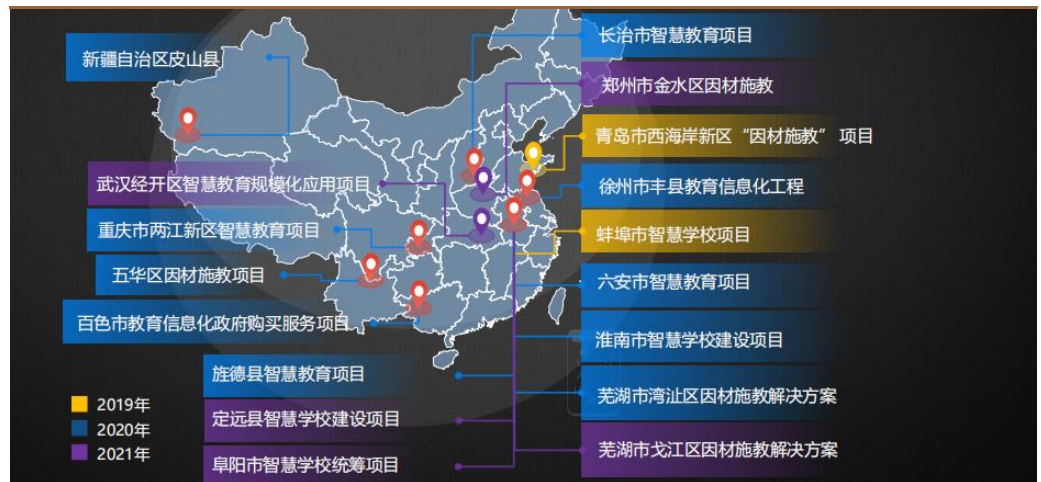 新疆自治区皮山县
武汉经开区智慧教育规模化应用项目
重庆市两江新区智慧教育项目
五华区因材施教项目
百色市教育信息化政府购买服务项目
旌德县智慧教育项目
定远县智慧学校建设项目
阜阳市智慧学校统筹项目
2019年
2020年
2021年
长治市智慧教育项目
郑州市金水区因材施教
青岛市西海岸新区“因材施教” 项目
徐州市丰县教育信息化工程
蚌埠市智慧学校项目
六安市智慧教育项目
淮南市智慧学校建设项目
芜湖市湾沚区因材施教解决方案
芜湖市弋江区因材施教解决方案